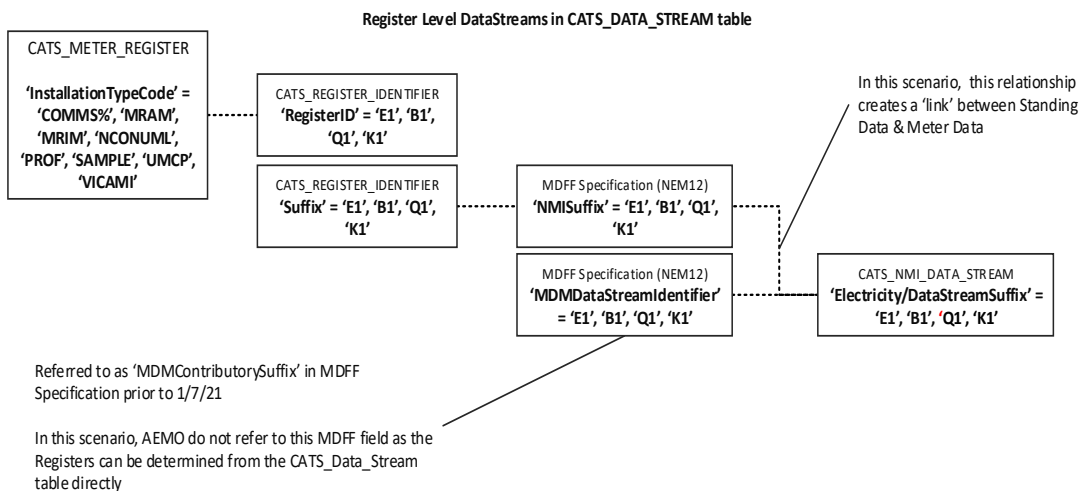 Register Level DataStreams in CATS_DATA_STREAM table
CATS_METER_REGISTER
‘InstallationTypeCode’ =
‘COMMS%’, ‘MRAM’,
‘MRIM’, ‘NCONUML’,
‘PROF’, ‘SAMPLE’, ‘UMCP’,
‘VICAMI’
CATS_REGISTER_IDENTIFIER
‘RegisterID’ = ‘E1’, ‘B1’,
‘Q1’, ‘K1’
In this scenario, this relationship
creates a ‘link’ between Standing
Data & Meter Data
CATS_REGISTER_IDENTIFIER
‘Suffix’ = ‘E1’, ‘B1’, ‘Q1’,
‘K1’
MDFF Specification (NEM12)
‘NMISuffix’ = ‘E1’, ‘B1’, ‘Q1’,
‘K1’
MDFF Specification (NEM12)
‘MDMDataStreamIdentifier’
= ‘E1’, ‘B1’, ‘Q1’, ‘K1’
CATS_NMI_DATA_STREAM
‘Electricity/DataStreamSuffix’ =
‘E1’, ‘B1’, ‘Q1’, ‘K1’
Referred to as ‘MDMContributorySuffix’ in MDFF
Specification prior to 1/7/21
In this scenario, AEMO do not refer to this MDFF field as the
Registers can be determined from the CATS_Data_Stream
table directly